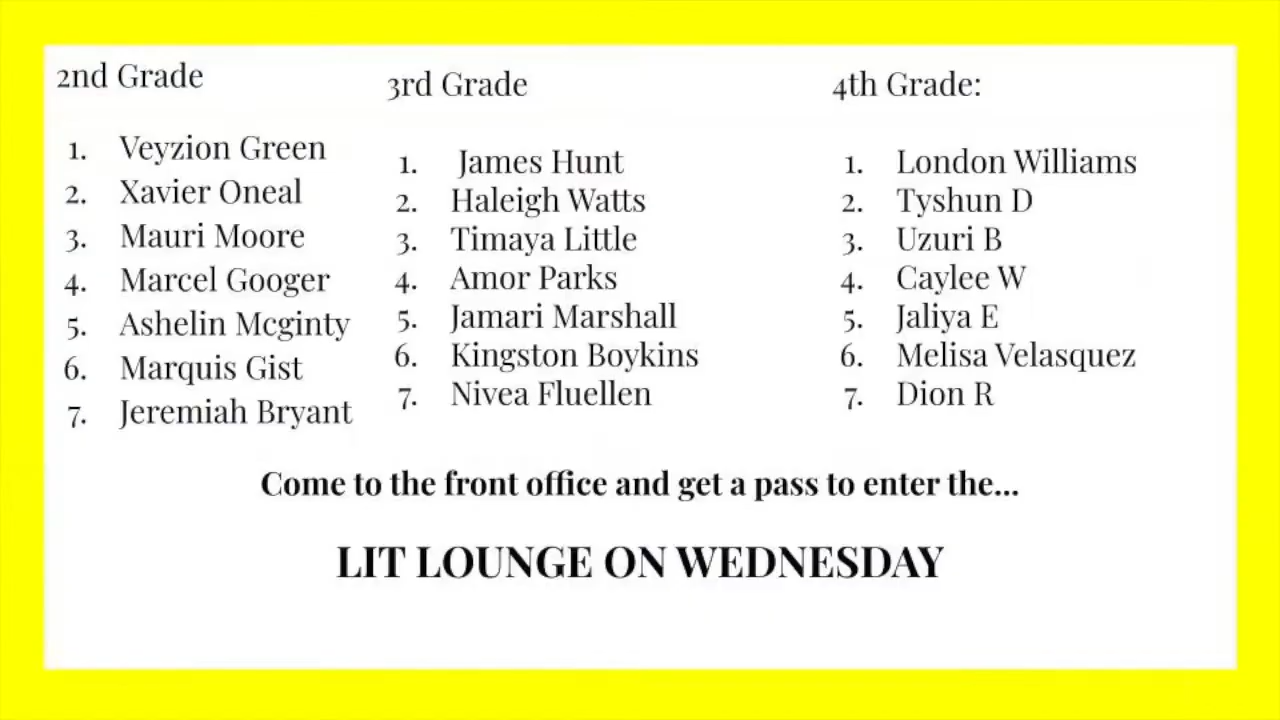 2nd Grade
1. Veyzion Green
2. Xavier Oneal
3. Mauri Moore
4. Marcel Googer
5. Ashelin Mcginty
6. Marquis Gist
7. Jeremiah Bryant
3rd Grade
1. James Hunt
2. Haleigh Watts
3. Timaya Little
4. Amor Parks
5. Jamari Marshall
6. Kingston Boykins
7. Nivea Fluellen
4th Grade:
1. London Williams
2. Tyshun D
3. Uzuri B
4. Caylee W
5. Jaliya E
6. Melisa Velasquez
7. Dion R
Come to the front office and get a pass to enter the...
LIT LOUNGE ON WEDNESDAY